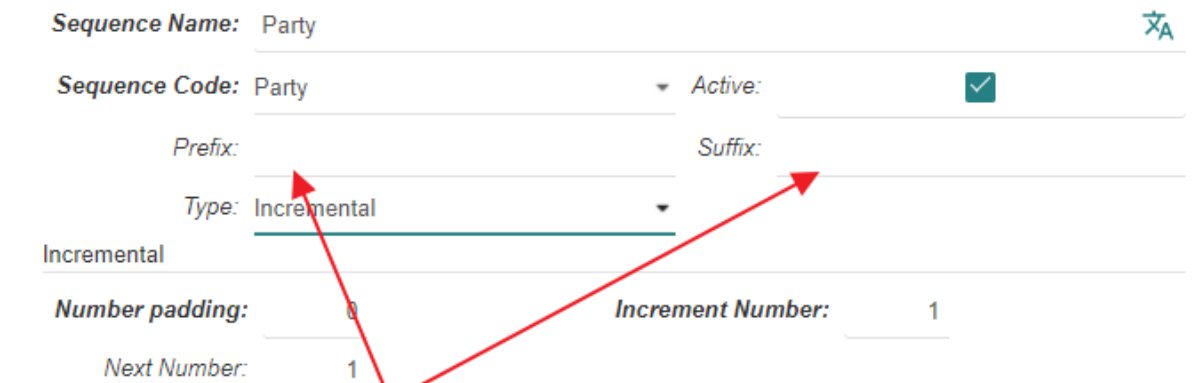 Sequence Name: Party
Sequence Code: Party Active:
Prefix: Suffix:
Type: Incremental
Incremental
Number padding: 0 Increment Number: 1
Next Number: 1